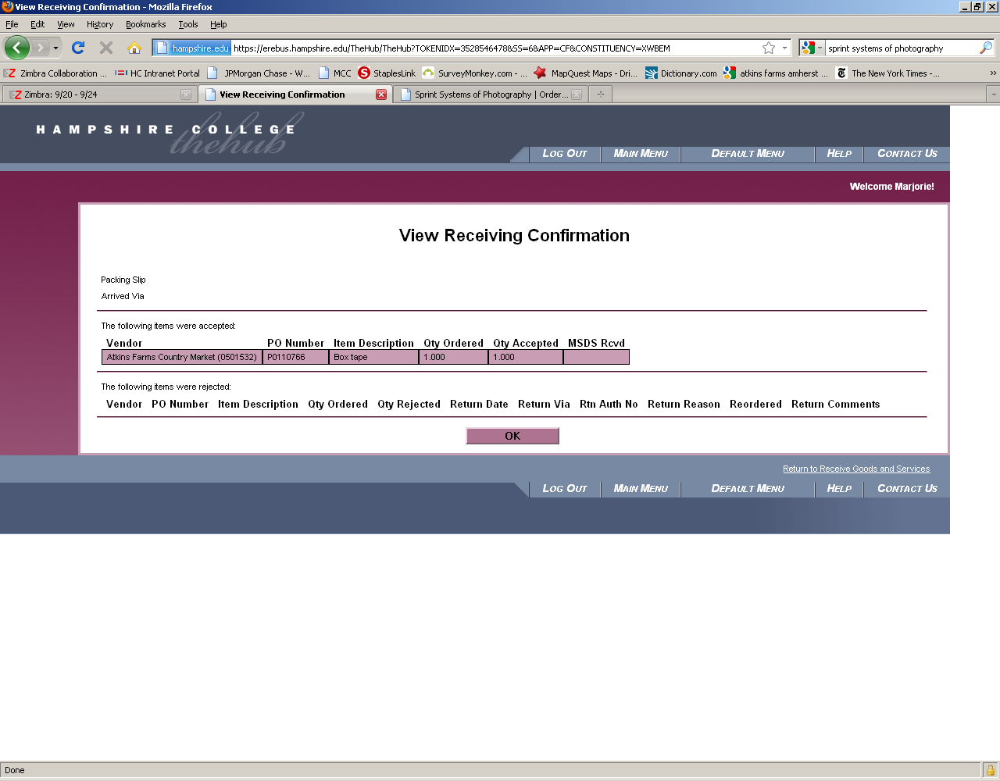 View Receiving Confirmation - Mozilla Firefox
File Edit View History Bookmarks Tools Help
hampshire.edu https://erebus.hampshire.edu/TheHub/TheHub?TOKENIDX=3528546478&SS=6&APP=CF&CONSTITUENCY=XWBEM sprint systems of photography
Zimbra Collaboration ... HC Intranet Portal JPMorgan Chase - W... MCC StaplesLink SurveyMonkey.com - ... MapQuest Maps - Dri... Dictionary.com atkins farms amherst ... The New York Times -... »
Zimbra: 9/20 - 9/24 View Receiving Confirmation Sprint Systems of Photography | Order...
HAMPSHIRE COLLEGE
thehub
LOG OUT MAIN MENU DEFAULT MENU HELP CONTACT US
Welcome Marjorie!
View Receiving Confirmation
Packing Slip
Arrived Via
The following items were accepted:
Vendor PO Number Item Description Qty Ordered Qty Accepted MSDS Rcvd
Atkins Farms Country Market (0501532) P0110766 Box tape 1.000 1.000
The following items were rejected:
Vendor PO Number Item Description Qty Ordered Qty Rejected Return Date Return Via Rtn Auth No Return Reason Reordered Return Comments
OK
Return to Receive Goods and Services
LOG OUT MAIN MENU DEFAULT MENU HELP CONTACT US
Done